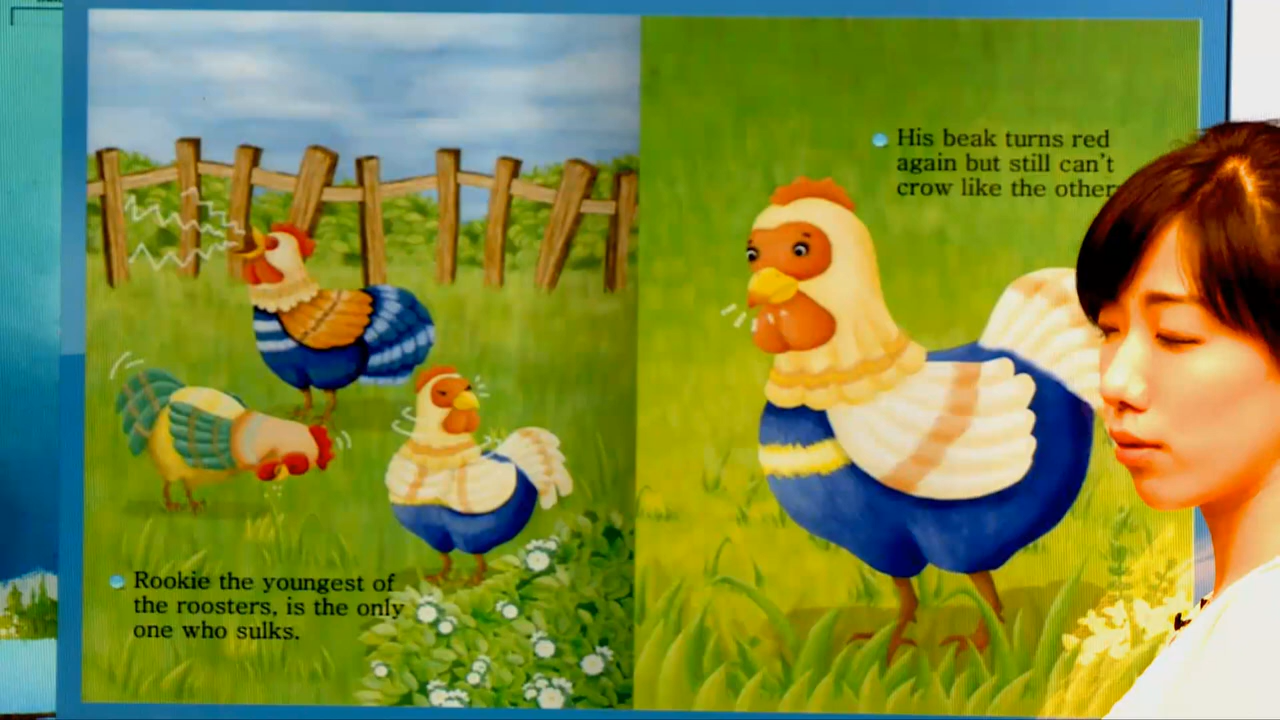 Rookie the youngest of
the roosters, is the only
one who sulks.
His beak turns red
again but still can't
crow like the other